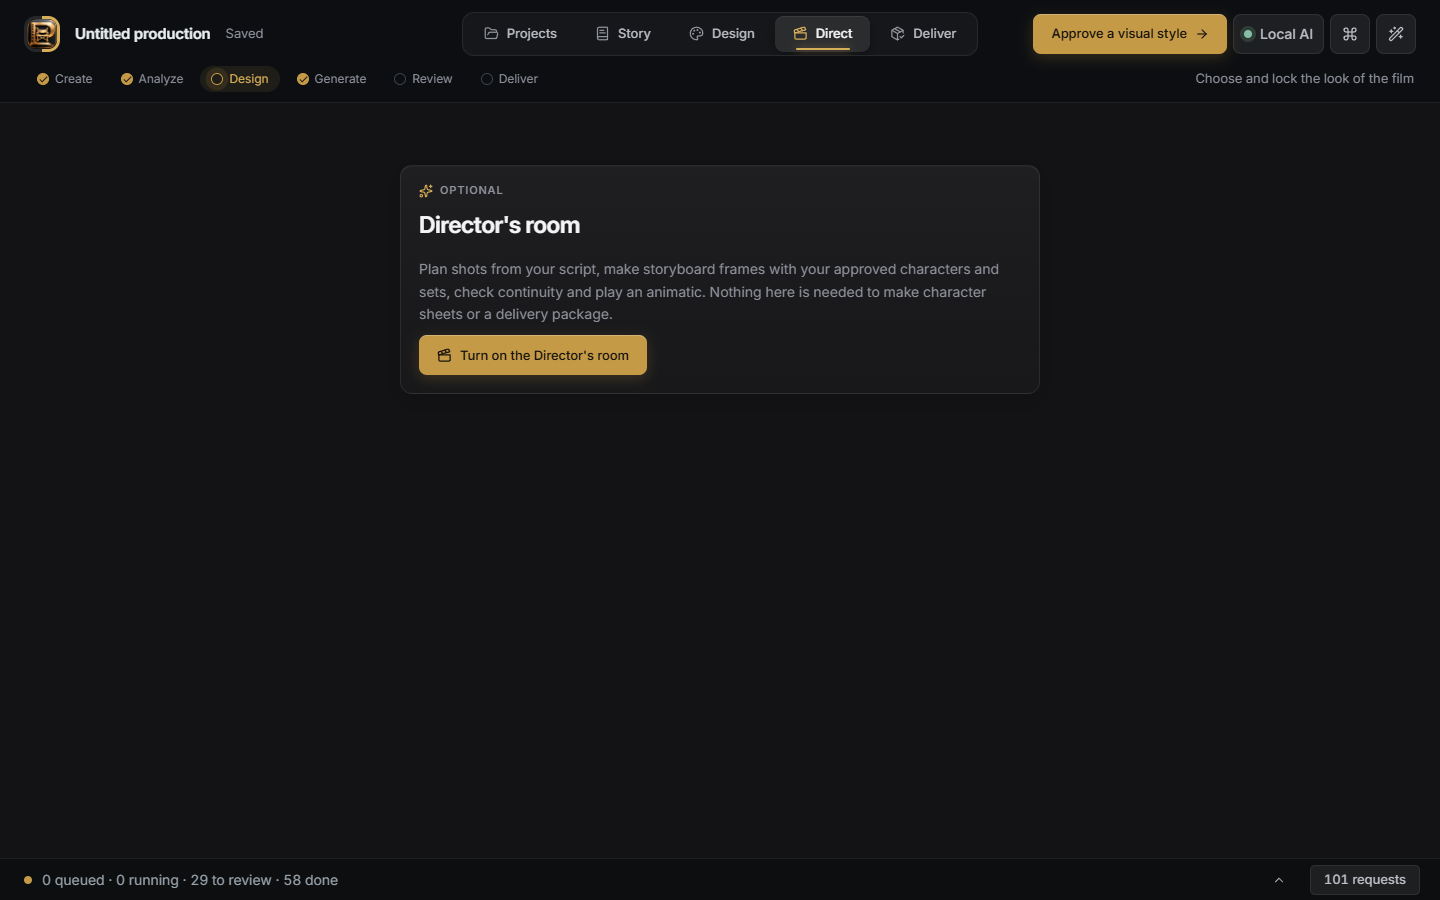 Untitled production
Saved
Projects
Story
Design
Direct
Deliver
Approve a visual style
Local AI
Create
Analyze
Design
Generate
Review
Deliver
Choose and lock the look of the film
OPTIONAL
Director's room
Plan shots from your script, make storyboard frames with your approved characters and
sets, check continuity and play an animatic. Nothing here is needed to make character
sheets or a delivery package.
Turn on the Director's room
0 queued · 0 running · 29 to review · 58 done
101 requests